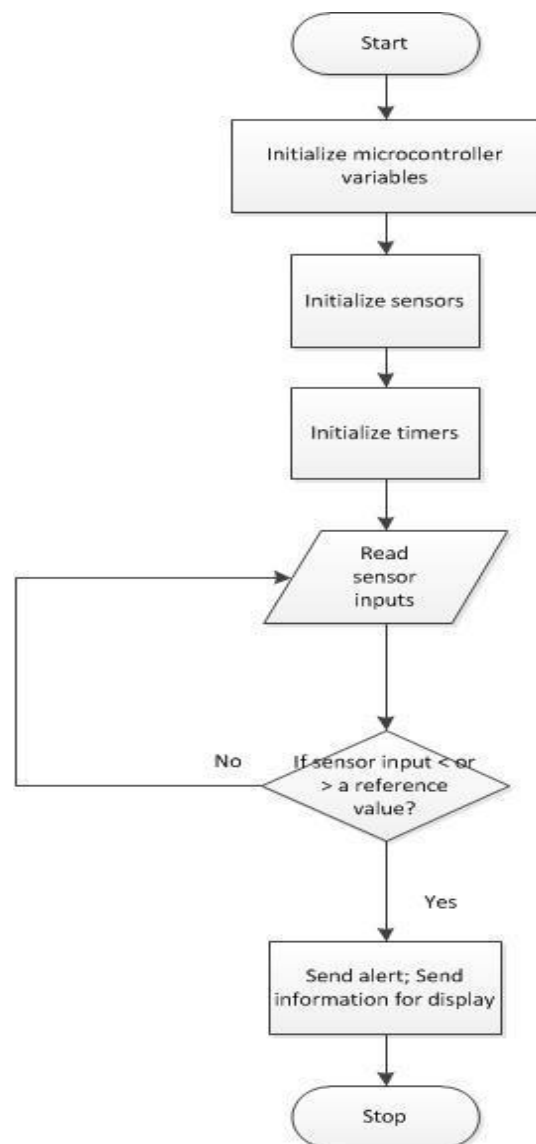 Start
Initialize microcontroller
variables
Initialize sensors
Initialize timers
Read
sensor
inputs
No
If sensor input < or
> a reference
value?
Yes
Send alert; Send
information for display
Stop